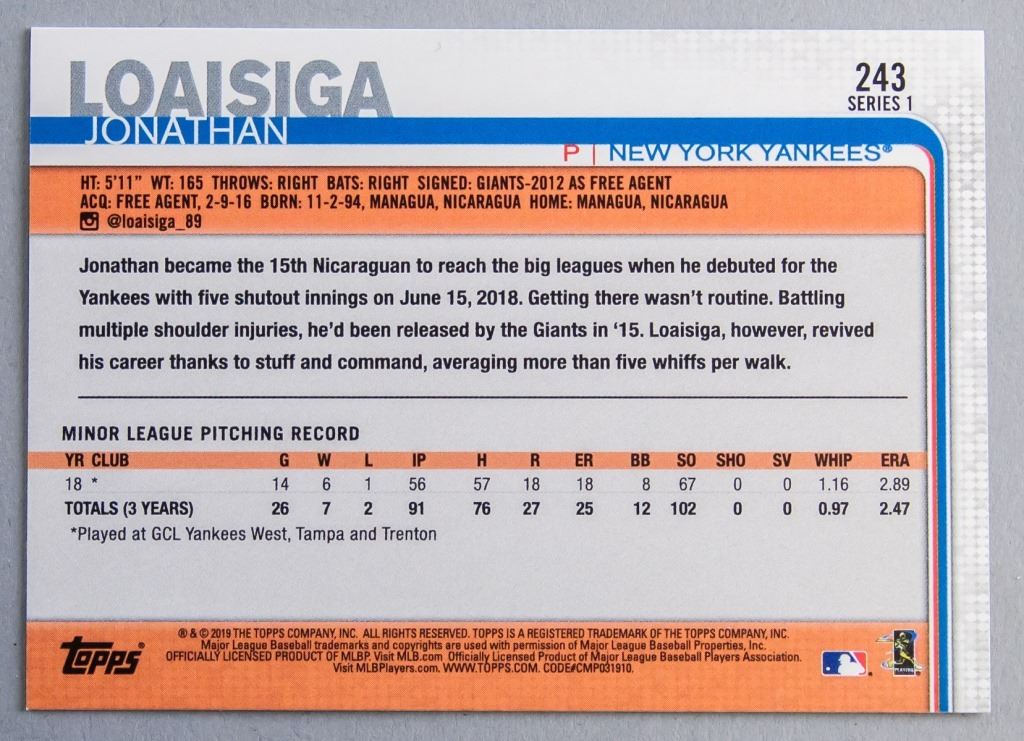 LOAISIGA
JONATHAN
243
SERIES 1
P | NEW YORK YANKEES®
HT: 5'11" WT: 165 THROWS: RIGHT BATS: RIGHT SIGNED: GIANTS-2012 AS FREE AGENT
ACQ: FREE AGENT, 2-9-16 BORN: 11-2-94, MANAGUA, NICARAGUA HOME: MANAGUA, NICARAGUA
@loaisiga_89
Jonathan became the 15th Nicaraguan to reach the big leagues when he debuted for the
Yankees with five shutout innings on June 15, 2018. Getting there wasn't routine. Battling
multiple shoulder injuries, he'd been released by the Giants in '15. Loaisiga, however, revived
his career thanks to stuff and command, averaging more than five whiffs per walk.
MINOR LEAGUE PITCHING RECORD
YR CLUB G W L IP H R ER BB SO SHO SV WHIP ERA
18 * 14 6 1 56 57 18 18 8 67 0 0 1.16 2.89
TOTALS (3 YEARS) 26 7 2 91 76 27 25 12 102 0 0 0.97 2.47
*Played at GCL Yankees West, Tampa and Trenton
Topps®
® & © 2019 THE TOPPS COMPANY, INC. ALL RIGHTS RESERVED. TOPPS IS A REGISTERED TRADEMARK OF THE TOPPS COMPANY, INC.
Major League Baseball trademarks and copyrights are used with permission of Major League Baseball Properties, Inc.
OFFICIALLY LICENSED PRODUCT OF MLBP. Visit MLB.com Officially Licensed Product of Major League Baseball Players Association.
Visit MLBPlayers.com. WWW.TOPPS.COM. CODE#CMP031910.
PLAYERS